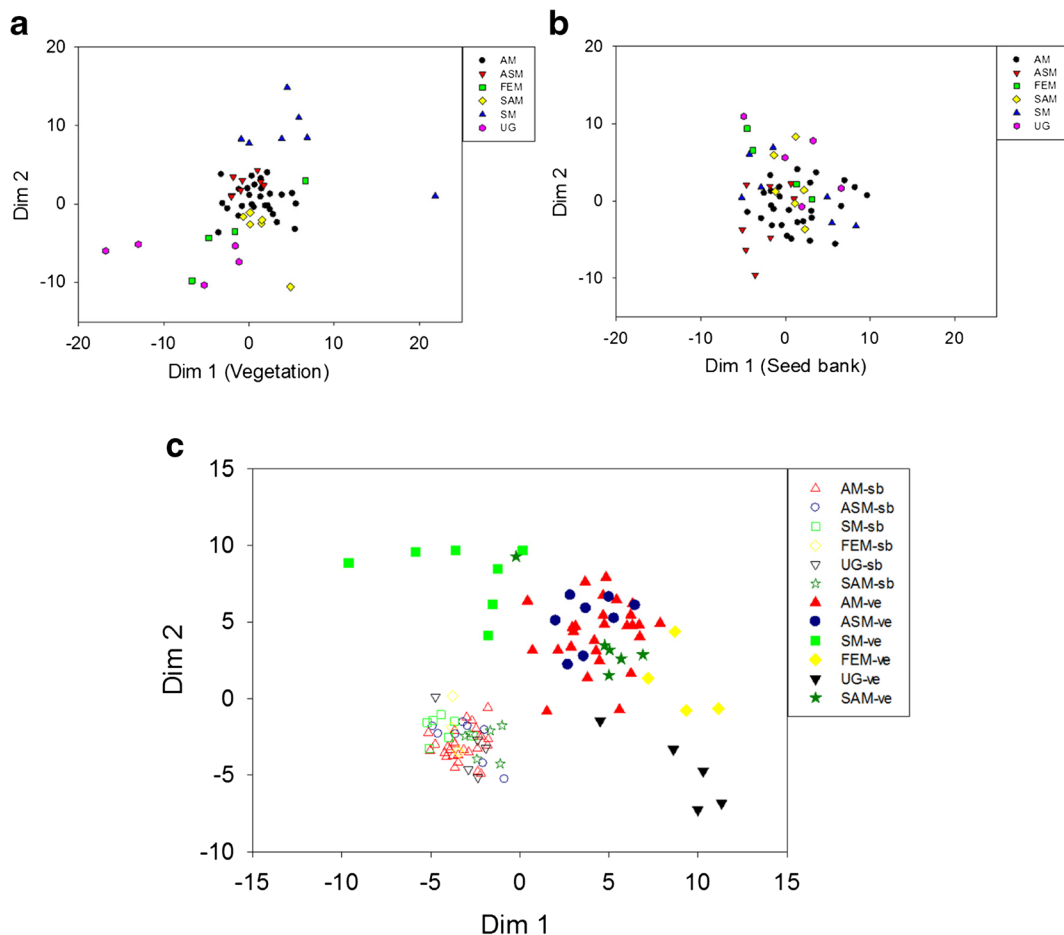 a
20
10
0
-10
-20
-10
0
10
20
Dim 2
Dim 1 (Vegetation)
AM
ASM
FEM
SAM
SM
UG
b
20
10
0
-10
-20
-10
0
10
20
Dim 2
Dim 1 (Seed bank)
AM
ASM
FEM
SAM
SM
UG
c
15
10
5
0
-5
-10
-15
-10
-5
0
5
10
15
Dim 2
Dim 1
AM-sb
ASM-sb
SM-sb
FEM-sb
UG-sb
SAM-sb
AM-ve
ASM-ve
SM-ve
FEM-ve
UG-ve
SAM-ve